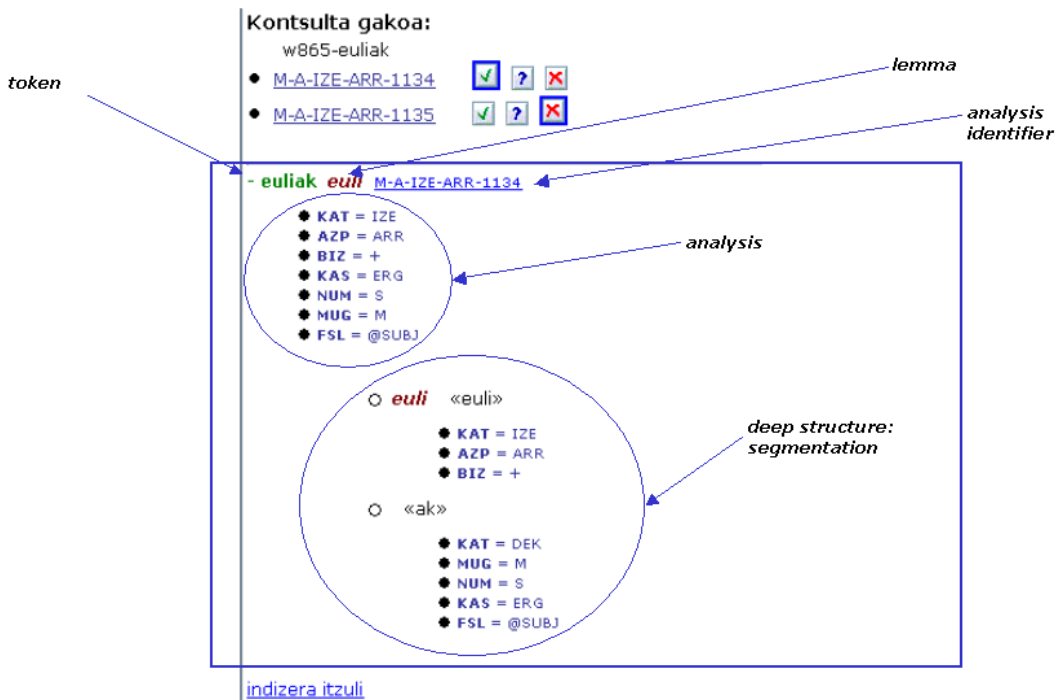 Kontsulta gakoa:
w865-euliak
M-A-IZE-ARR-1134 ?
M-A-IZE-ARR-1135 ?
token
lemma
analysis
identifier
- euliak euli M-A-IZE-ARR-1134
KAT = IZE
AZP = ARR
BIZ = +
KAS = ERG
NUM = S
MUG = M
FSL = @SUBJ
analysis
euli «euli»
KAT = IZE
AZP = ARR
BIZ = +
deep structure:
segmentation
«ak»
KAT = DEK
MUG = M
NUM = S
KAS = ERG
FSL = @SUBJ
indizera itzuli